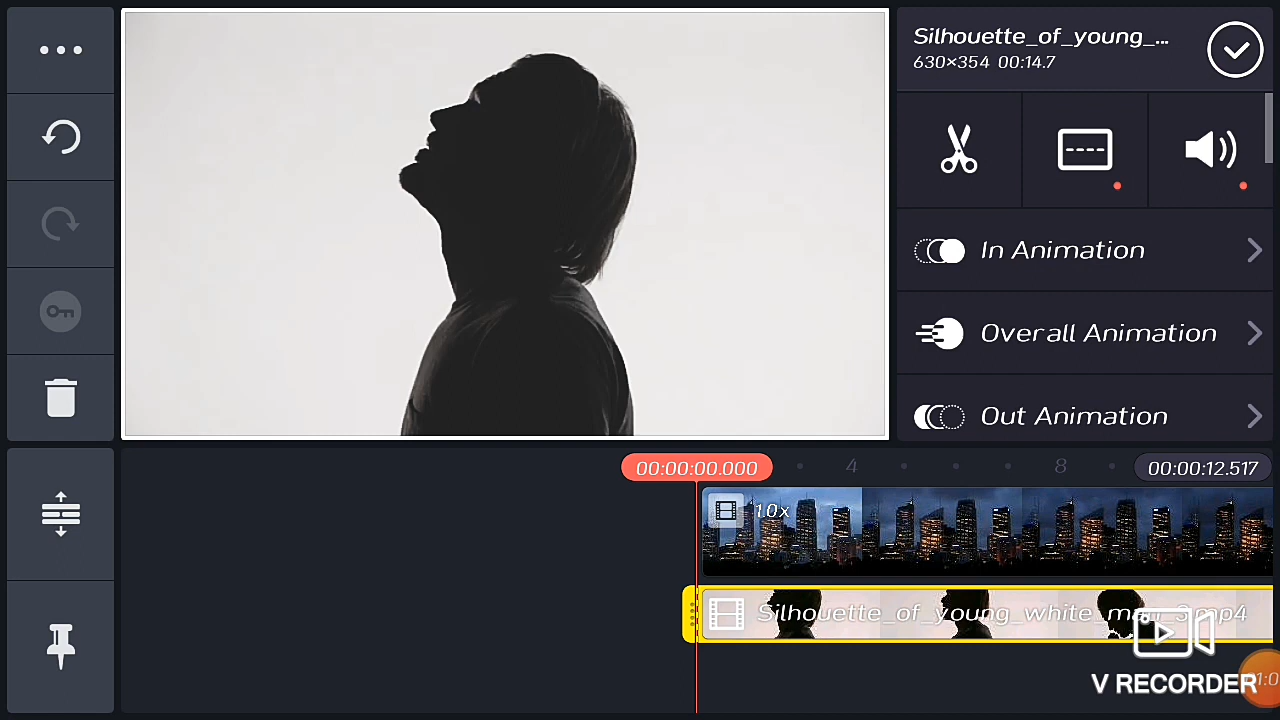 Silhouette_of_young_...
630×354 00:14.7
In Animation
Overall Animation
Out Animation
00:00:00.000
4
8
00:00:12.517
1.0x
Silhouette_of_young_white_man_3.mp4
V RECORDER